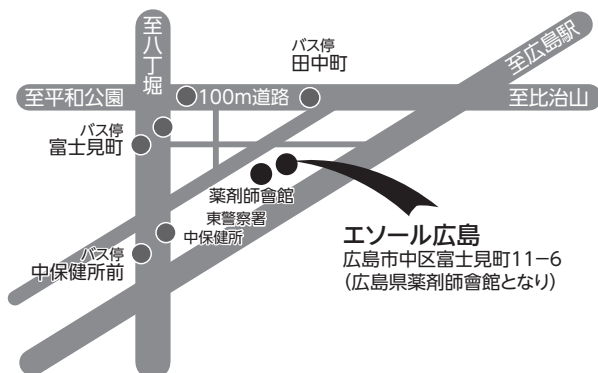 至八丁堀
バス停
田中町
至広島駅
至平和公園
100m道路
至比治山
バス停
富士見町
薬剤師會館
東警察署
中保健所
バス停
中保健所前
エソール広島
広島市中区富士見町11−6
(広島県薬剤師會館となり)